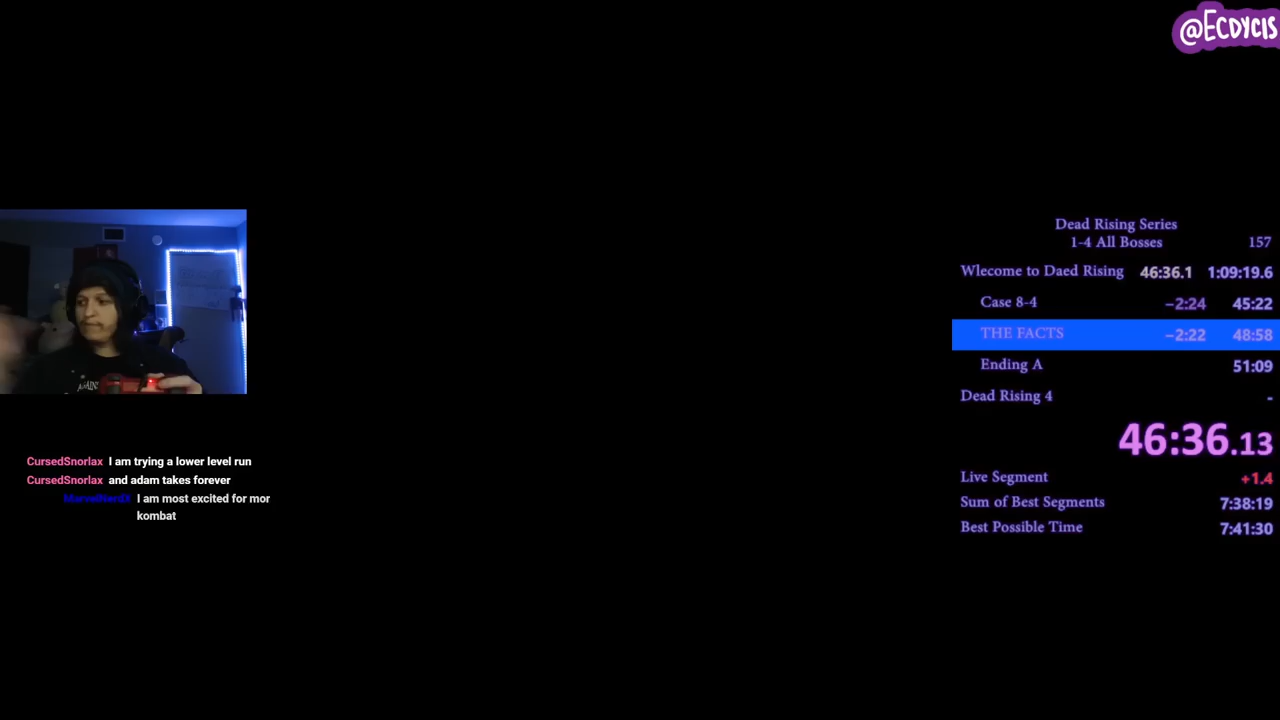 @ECDYCIS
Dead Rising Series
1-4 All Bosses 157
Wlecome to Daed Rising 46:36.1 1:09:19.6
Case 8-4 −2:24 45:22
THE FACTS −2:22 48:58
Ending A 51:09
Dead Rising 4 -
46:36.13
Live Segment +1.4
Sum of Best Segments 7:38:19
Best Possible Time 7:41:30
CursedSnorlax I am trying a lower level run
CursedSnorlax and adam takes forever
I am most excited for mor
kombat